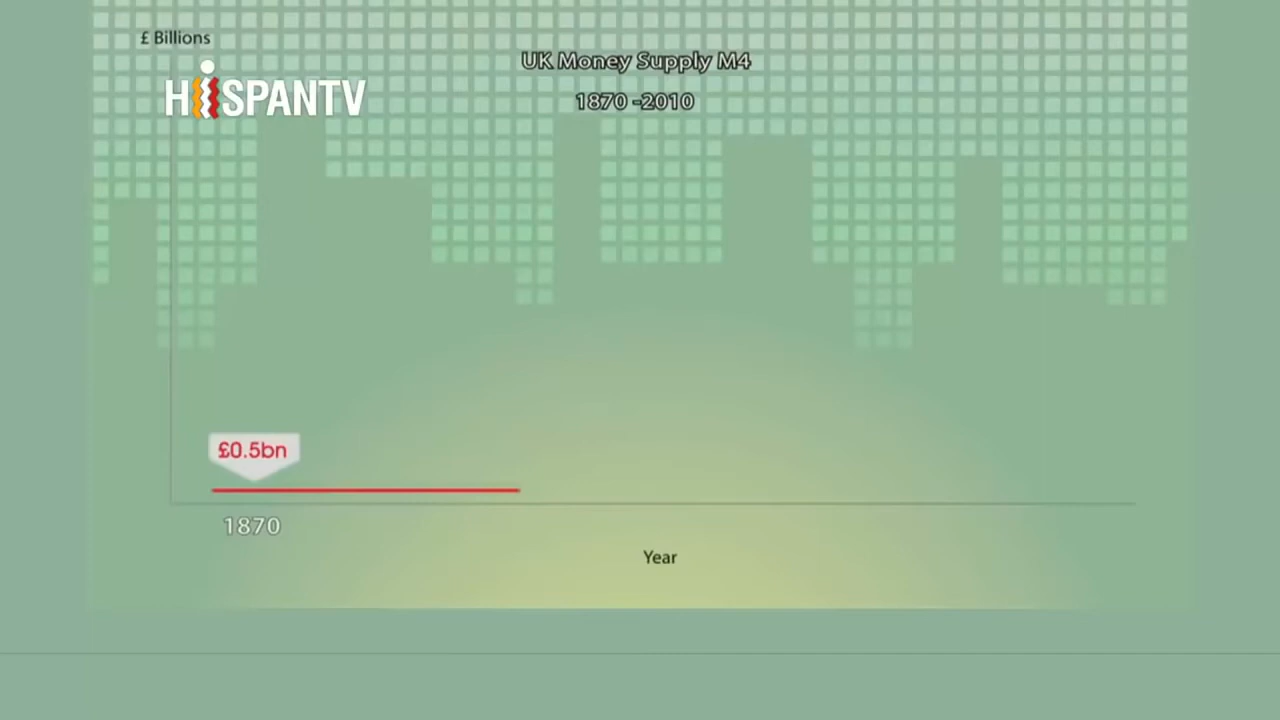 £ Billions
UK Money Supply M4
HISPANTV
1870 -2010
£0.5bn
1870
Year